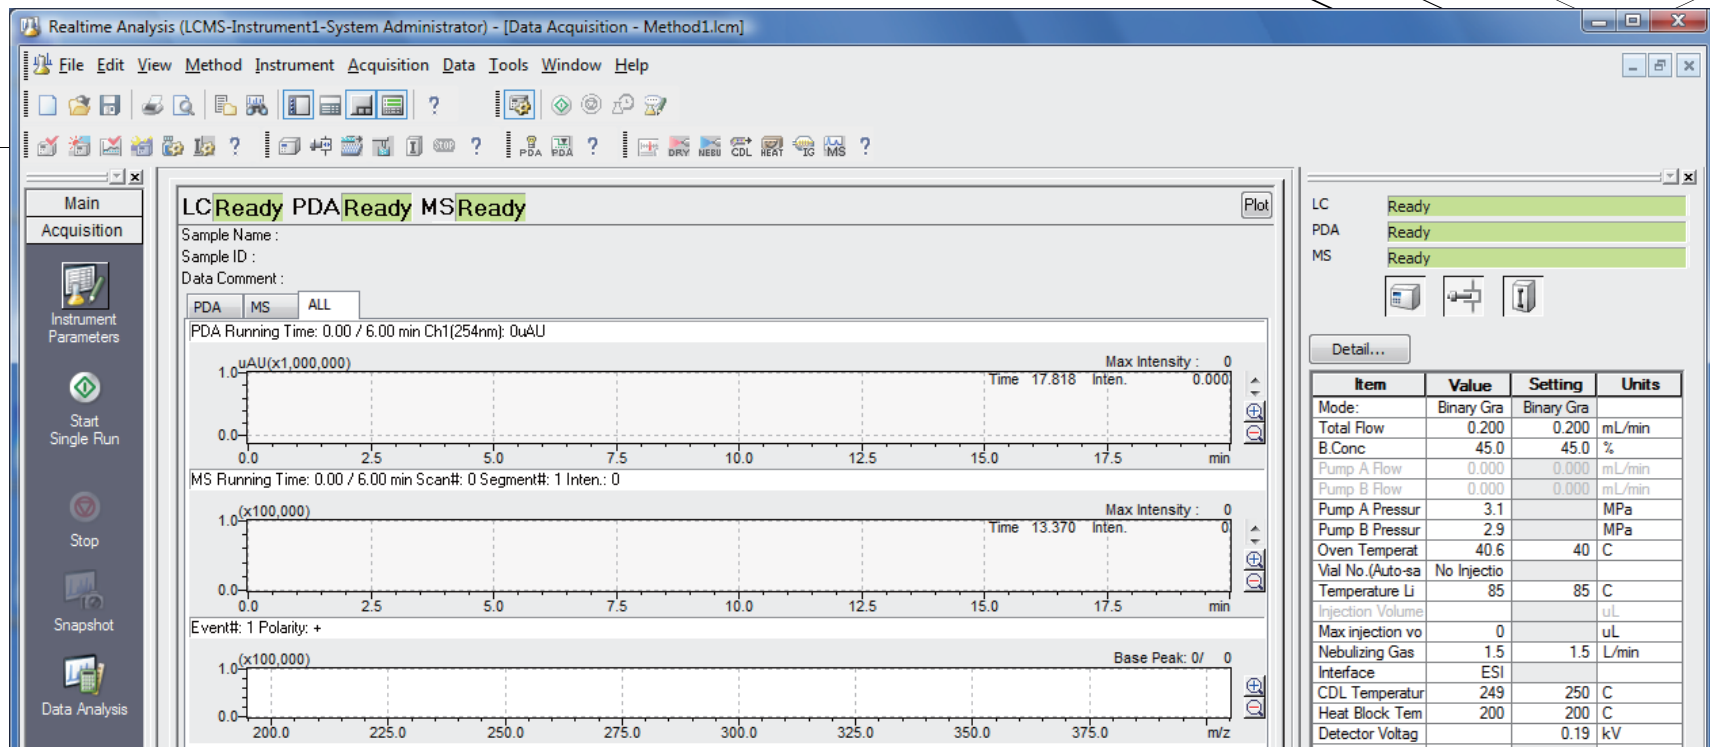 Realtime Analysis (LCMS-Instrument1-System Administrator) - [Data Acquisition - Method1.lcm]
File Edit View Method Instrument Acquisition Data Tools Window Help
?
? STOP ? PDA PDA ? DRY NEBU CDL HEAT IG MS ?
Main
Acquisition
Instrument
Parameters
Start
Single Run
Stop
Snapshot
Data Analysis
LC Ready PDA Ready MS Ready
Plot
Sample Name :
Sample ID :
Data Comment :
PDA MS ALL
PDA Running Time: 0.00 / 6.00 min Ch1(254nm): 0uAU
uAU(x1,000,000) Max Intensity : 0
1.0 Time 17.818 Inten. 0.000
0.0
0.0 2.5 5.0 7.5 10.0 12.5 15.0 17.5 min
MS Running Time: 0.00 / 6.00 min Scan#: 0 Segment#: 1 Inten.: 0
(x100,000) Max Intensity : 0
1.0 Time 13.370 Inten. 0
0.0
0.0 2.5 5.0 7.5 10.0 12.5 15.0 17.5 min
Event#: 1 Polarity: +
(x100,000) Base Peak: 0/ 0
1.0
0.0
200.0 225.0 250.0 275.0 300.0 325.0 350.0 375.0 m/z
LC Ready
PDA Ready
MS Ready
Detail...
Item Value Setting Units
Mode: Binary Gra Binary Gra
Total Flow 0.200 0.200 mL/min
B.Conc 45.0 45.0 %
Pump A Flow 0.000 0.000 mL/min
Pump B Flow 0.000 0.000 mL/min
Pump A Pressur 3.1 MPa
Pump B Pressur 2.9 MPa
Oven Temperat 40.6 40 C
Vial No.(Auto-sa No Injectio
Temperature Li 85 85 C
Injection Volume uL
Max injection vo 0 uL
Nebulizing Gas 1.5 1.5 L/min
Interface ESI
CDL Temperatur 249 250 C
Heat Block Tem 200 200 C
Detector Voltag 0.19 kV